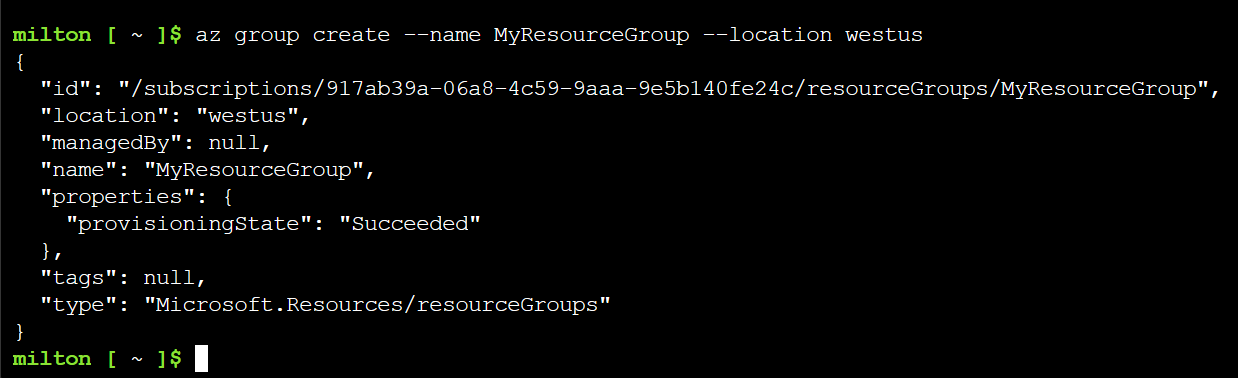 milton [ ~ ]$ az group create --name MyResourceGroup --location westus
{
  "id": "/subscriptions/917ab39a-06a8-4c59-9aaa-9e5b140fe24c/resourceGroups/MyResourceGroup",
  "location": "westus",
  "managedBy": null,
  "name": "MyResourceGroup",
  "properties": {
    "provisioningState": "Succeeded"
  },
  "tags": null,
  "type": "Microsoft.Resources/resourceGroups"
}
milton [ ~ ]$